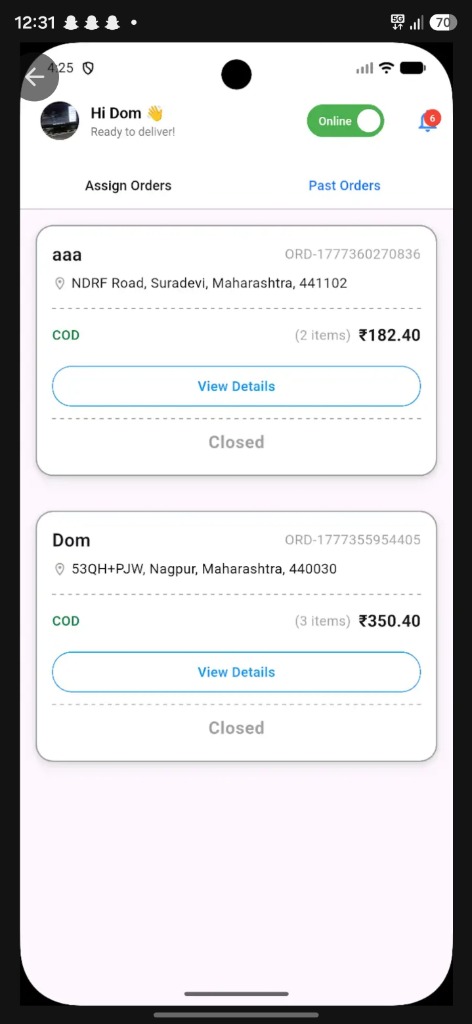 12:31
5G
70
4:25
Hi Dom 👋
Ready to deliver!
Online
6
Assign Orders
Past Orders
aaa
ORD-1777360270836
NDRF Road, Suradevi, Maharashtra, 441102
COD
(2 items) ₹182.40
View Details
Closed
Dom
ORD-1777355954405
53QH+PJW, Nagpur, Maharashtra, 440030
COD
(3 items) ₹350.40
View Details
Closed